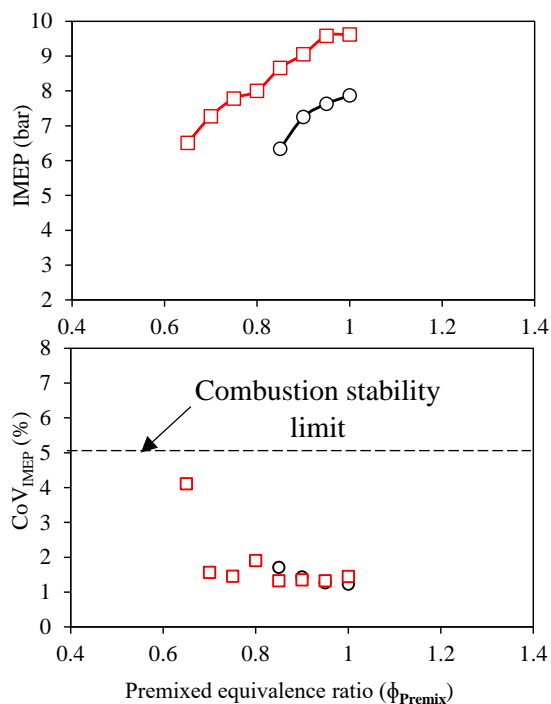 10
9
8
7
6
5
4
3
2
IMEP (bar)
0.4 0.6 0.8 1 1.2 1.4
8
7
6
5
4
3
2
1
0
CoV_IMEP (%)
Combustion stability
limit
0.4 0.6 0.8 1 1.2 1.4
Premixed equivalence ratio (ϕ_Premix)